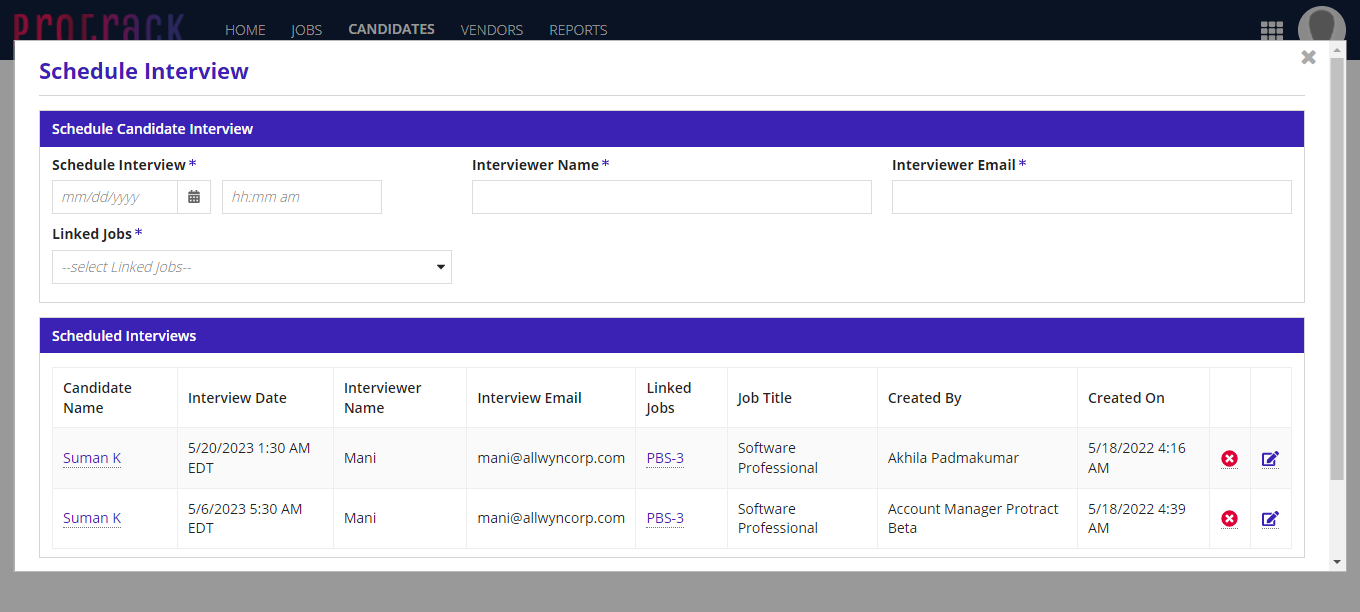 Protrack
HOME JOBS CANDIDATES VENDORS REPORTS
Schedule Interview
Schedule Candidate Interview
Schedule Interview * Interviewer Name * Interviewer Email *
mm/dd/yyyy hh:mm am
Linked Jobs *
--select Linked Jobs--
Scheduled Interviews
Candidate Name Interview Date Interviewer Name Interview Email Linked Jobs Job Title Created By Created On
Suman K 5/20/2023 1:30 AM EDT Mani mani@allwyncorp.com PBS-3 Software Professional Akhila Padmakumar 5/18/2022 4:16 AM
Suman K 5/6/2023 5:30 AM EDT Mani mani@allwyncorp.com PBS-3 Software Professional Account Manager Protract Beta 5/18/2022 4:39 AM